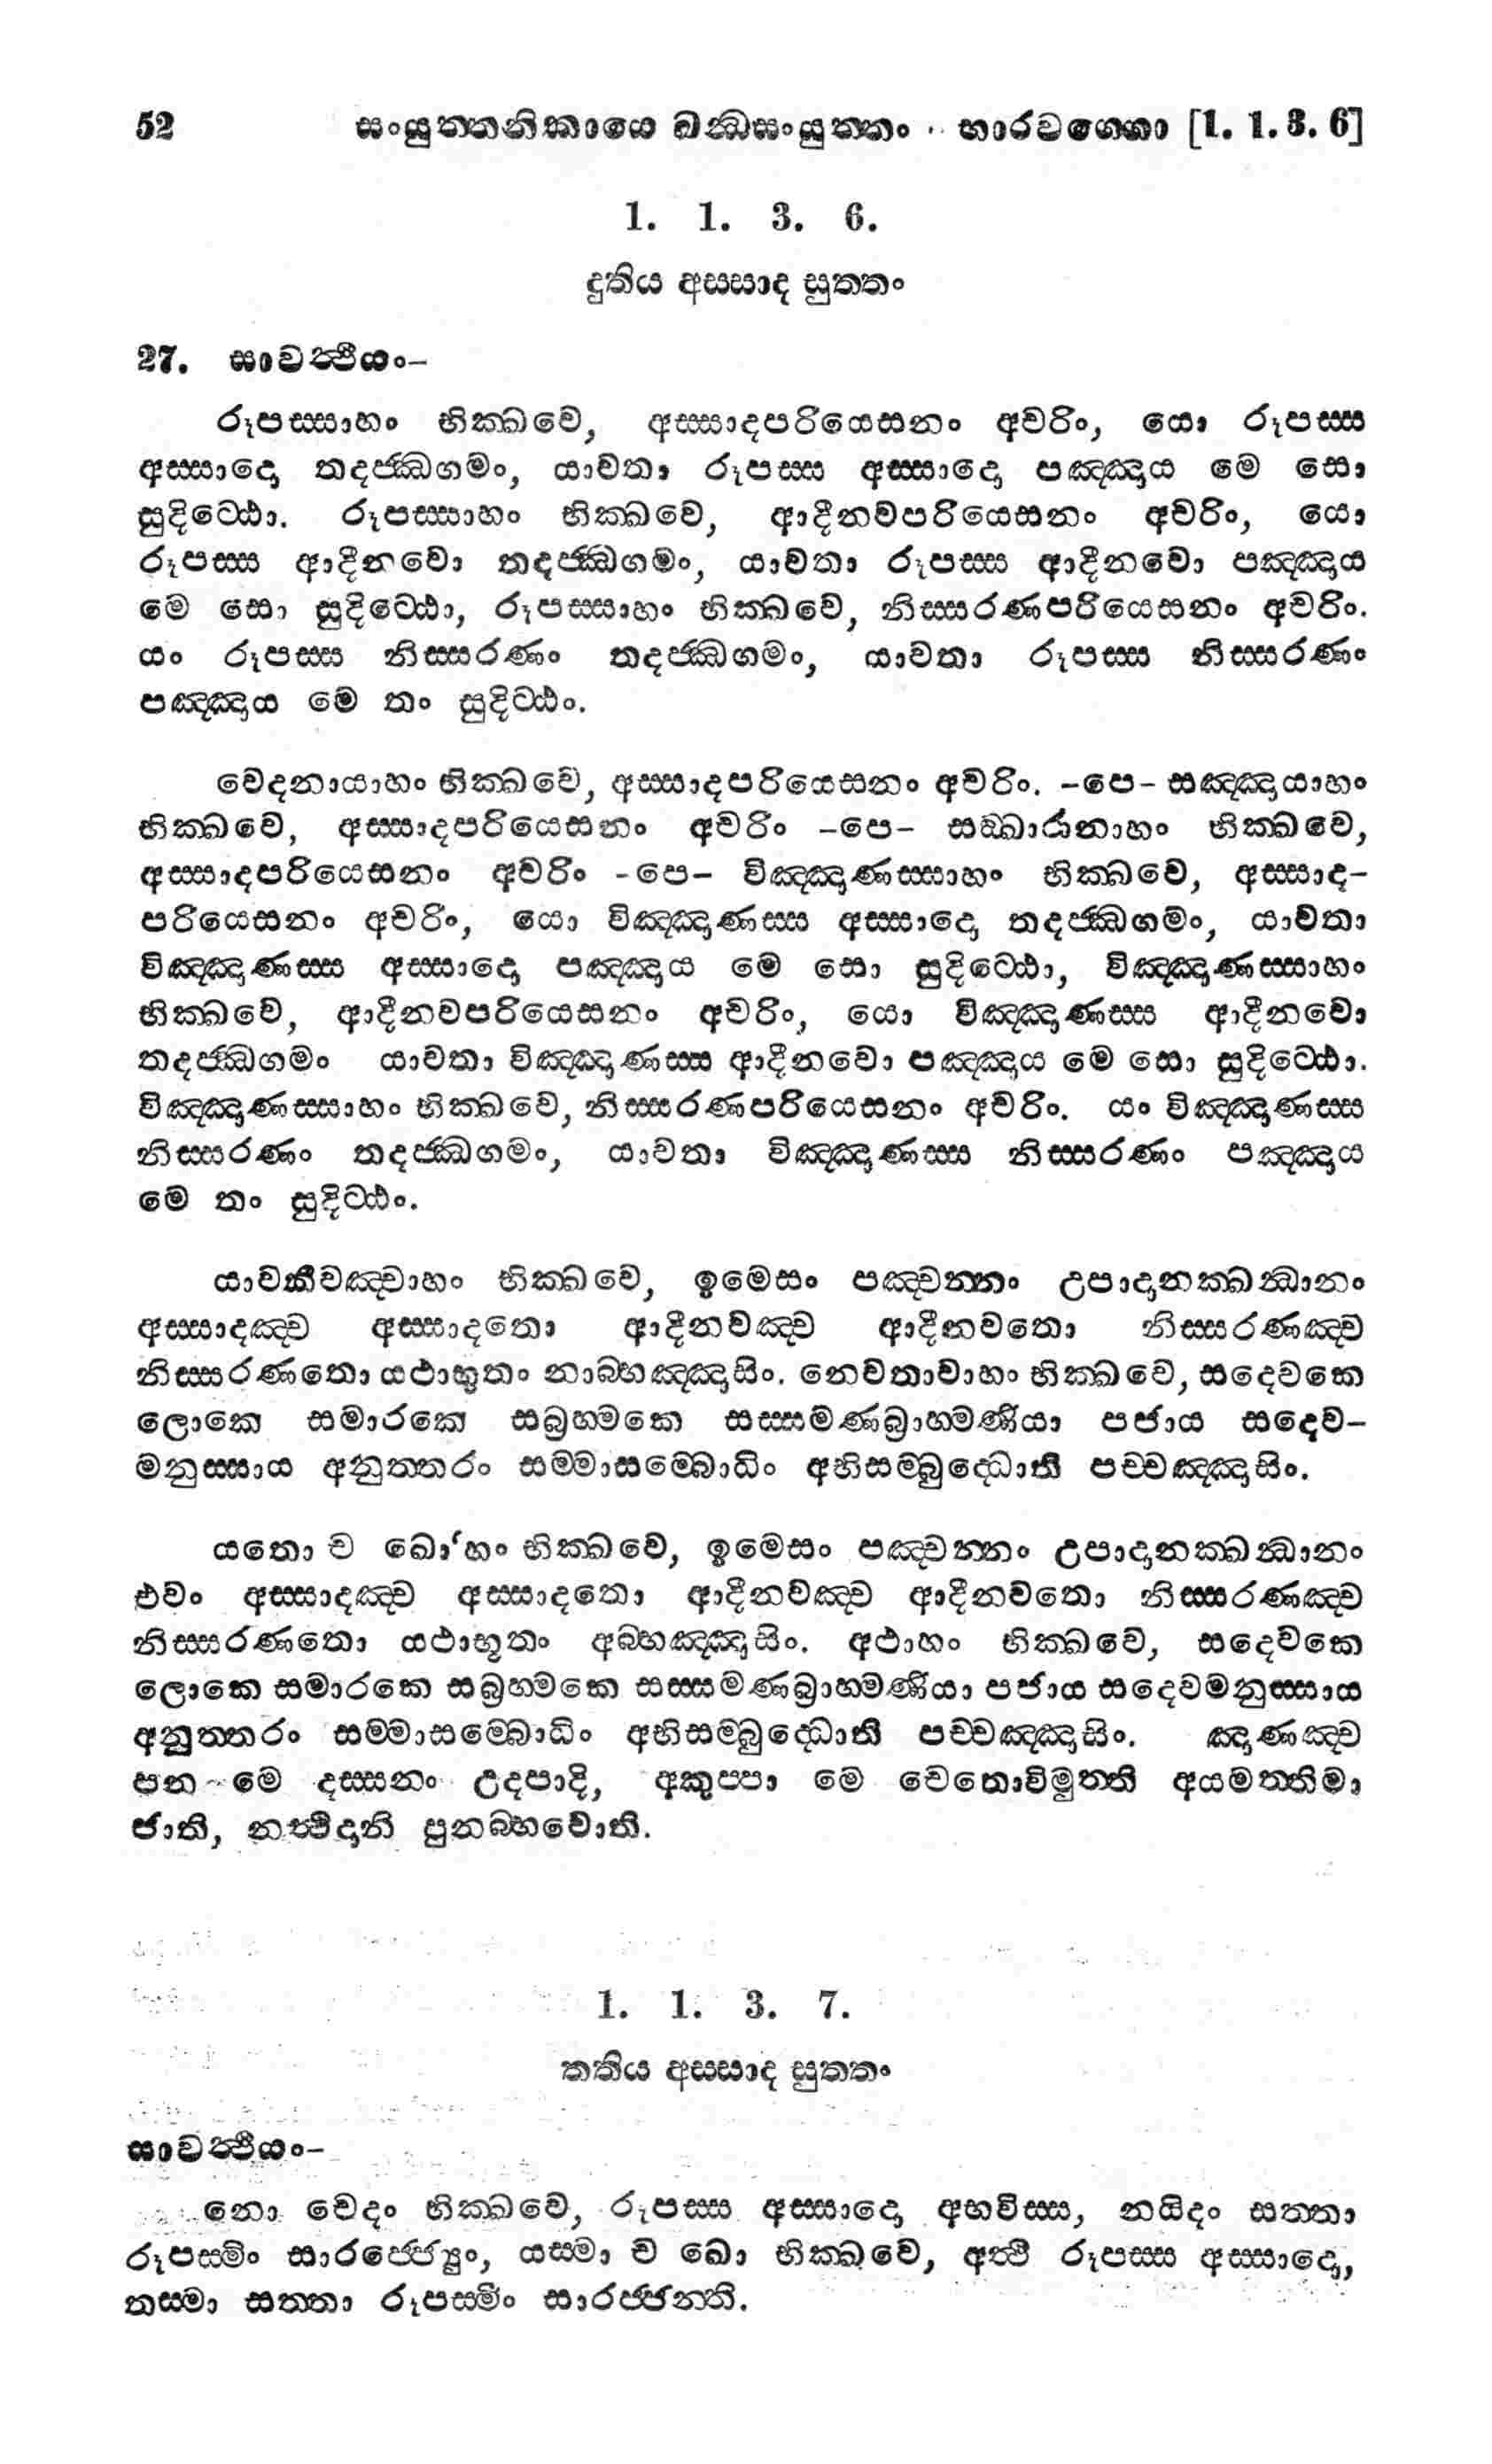 52 සංයුත්තනිකායෙ ඛන්ධසංයුත්තං - භාරවග්ගො [1. 1. 3. 6]
1. 1. 3. 6.
දුතිය අස්සාද සුත්තං
27. සාවත්ථියං–
රූපස්සාහං භික්ඛවෙ, අස්සාදපරියෙසනං අචරිං, යො රූපස්ස
අස්සාදො තදජ්ඣගමං, යාවතා රූපස්ස අස්සාදො පඤ්ඤාය මෙ සො
සුදිට්ඨො. රූපස්සාහං භික්ඛවෙ, ආදීනවපරියෙසනං අචරිං, යො
රූපස්ස ආදීනවො තදජ්ඣගමං, යාවතා රූපස්ස ආදීනවො පඤ්ඤාය
මෙ සො සුදිට්ඨො, රූපස්සාහං භික්ඛවෙ, නිස්සරණපරියෙසනං අචරිං.
යං රූපස්ස නිස්සරණං තදජ්ඣගමං, යාවතා රූපස්ස නිස්සරණං
පඤ්ඤාය මෙ තං සුදිට්ඨං.
වෙදනායාහං භික්ඛවෙ, අස්සාදපරියෙසනං අචරිං. -පෙ- සඤ්ඤායාහං
භික්ඛවෙ, අස්සාදපරියෙසනං අචරිං -පෙ- සඞ්ඛාරානාහං භික්ඛවෙ,
අස්සාදපරියෙසනං අචරිං -පෙ- විඤ්ඤාණස්සාහං භික්ඛවෙ, අස්සාද-
පරියෙසනං අචරිං, යො විඤ්ඤාණස්ස අස්සාදො තදජ්ඣගමං, යාවතා
විඤ්ඤාණස්ස අස්සාදො පඤ්ඤාය මෙ සො සුදිට්ඨො, විඤ්ඤාණස්සාහං
භික්ඛවෙ, ආදීනවපරියෙසනං අචරිං, යො විඤ්ඤාණස්ස ආදීනවො
තදජ්ඣගමං යාවතා විඤ්ඤාණස්ස ආදීනවො පඤ්ඤාය මෙ සො සුදිට්ඨො.
විඤ්ඤාණස්සාහං භික්ඛවෙ, නිස්සරණපරියෙසනං අචරිං. යං විඤ්ඤාණස්ස
නිස්සරණං තදජ්ඣගමං, යාවතා විඤ්ඤාණස්ස නිස්සරණං පඤ්ඤාය
මෙ තං සුදිට්ඨං.
යාවකීවඤ්චාහං භික්ඛවෙ, ඉමෙසං පඤ්චන්නං උපාදානක්ඛන්ධානං
අස්සාදඤ්ච අස්සාදතො ආදීනවඤ්ච ආදීනවතො නිස්සරණඤ්ච
නිස්සරණතො යථාභූතං නාබ්භඤ්ඤාසිං. නෙවතාවාහං භික්ඛවෙ, සදෙවකෙ
ලොකෙ සමාරකෙ සබ්‍රහ්මකෙ සස්සමණබ්‍රාහ්මණියා පජාය සදෙව-
මනුස්සාය අනුත්තරං සම්මාසම්බොධිං අභිසම්බුද්ධොති පච්චඤ්ඤාසිං.
යතො ච ඛො‘හං භික්ඛවෙ, ඉමෙසං පඤ්චන්නං උපාදානක්ඛන්ධානං
එවං අස්සාදඤ්ච අස්සාදතො ආදීනවඤ්ච ආදීනවතො නිස්සරණඤ්ච
නිස්සරණතො යථාභූතං අබ්භඤ්ඤාසිං. අථාහං භික්ඛවෙ, සදෙවකෙ
ලොකෙ සමාරකෙ සබ්‍රහ්මකෙ සස්සමණබ්‍රාහ්මණියා පජාය සදෙවමනුස්සාය
අනුත්තරං සම්මාසම්බොධිං අභිසම්බුද්ධොති පච්චඤ්ඤාසිං. ඤාණඤ්ච
පන මෙ දස්සනං උදපාදි, අකුප්පා මෙ චෙතොවිමුත්ති අයමන්තිමා
ජාති, නත්ථිදානි පුනබ්භවොති.
1. 1. 3. 7.
තතිය අස්සාද සුත්තං
සාවත්ථියං–
නො චෙදං භික්ඛවෙ, රූපස්ස අස්සාදො අභවිස්ස, නයිදං සත්තා
රූපස්මිං සාරජ්ජෙය්‍යුං, යස්මා ච ඛො භික්ඛවෙ, අත්ථි රූපස්ස අස්සාදො,
තස්මා සත්තා රූපස්මිං සාරජ්ජන්ති.